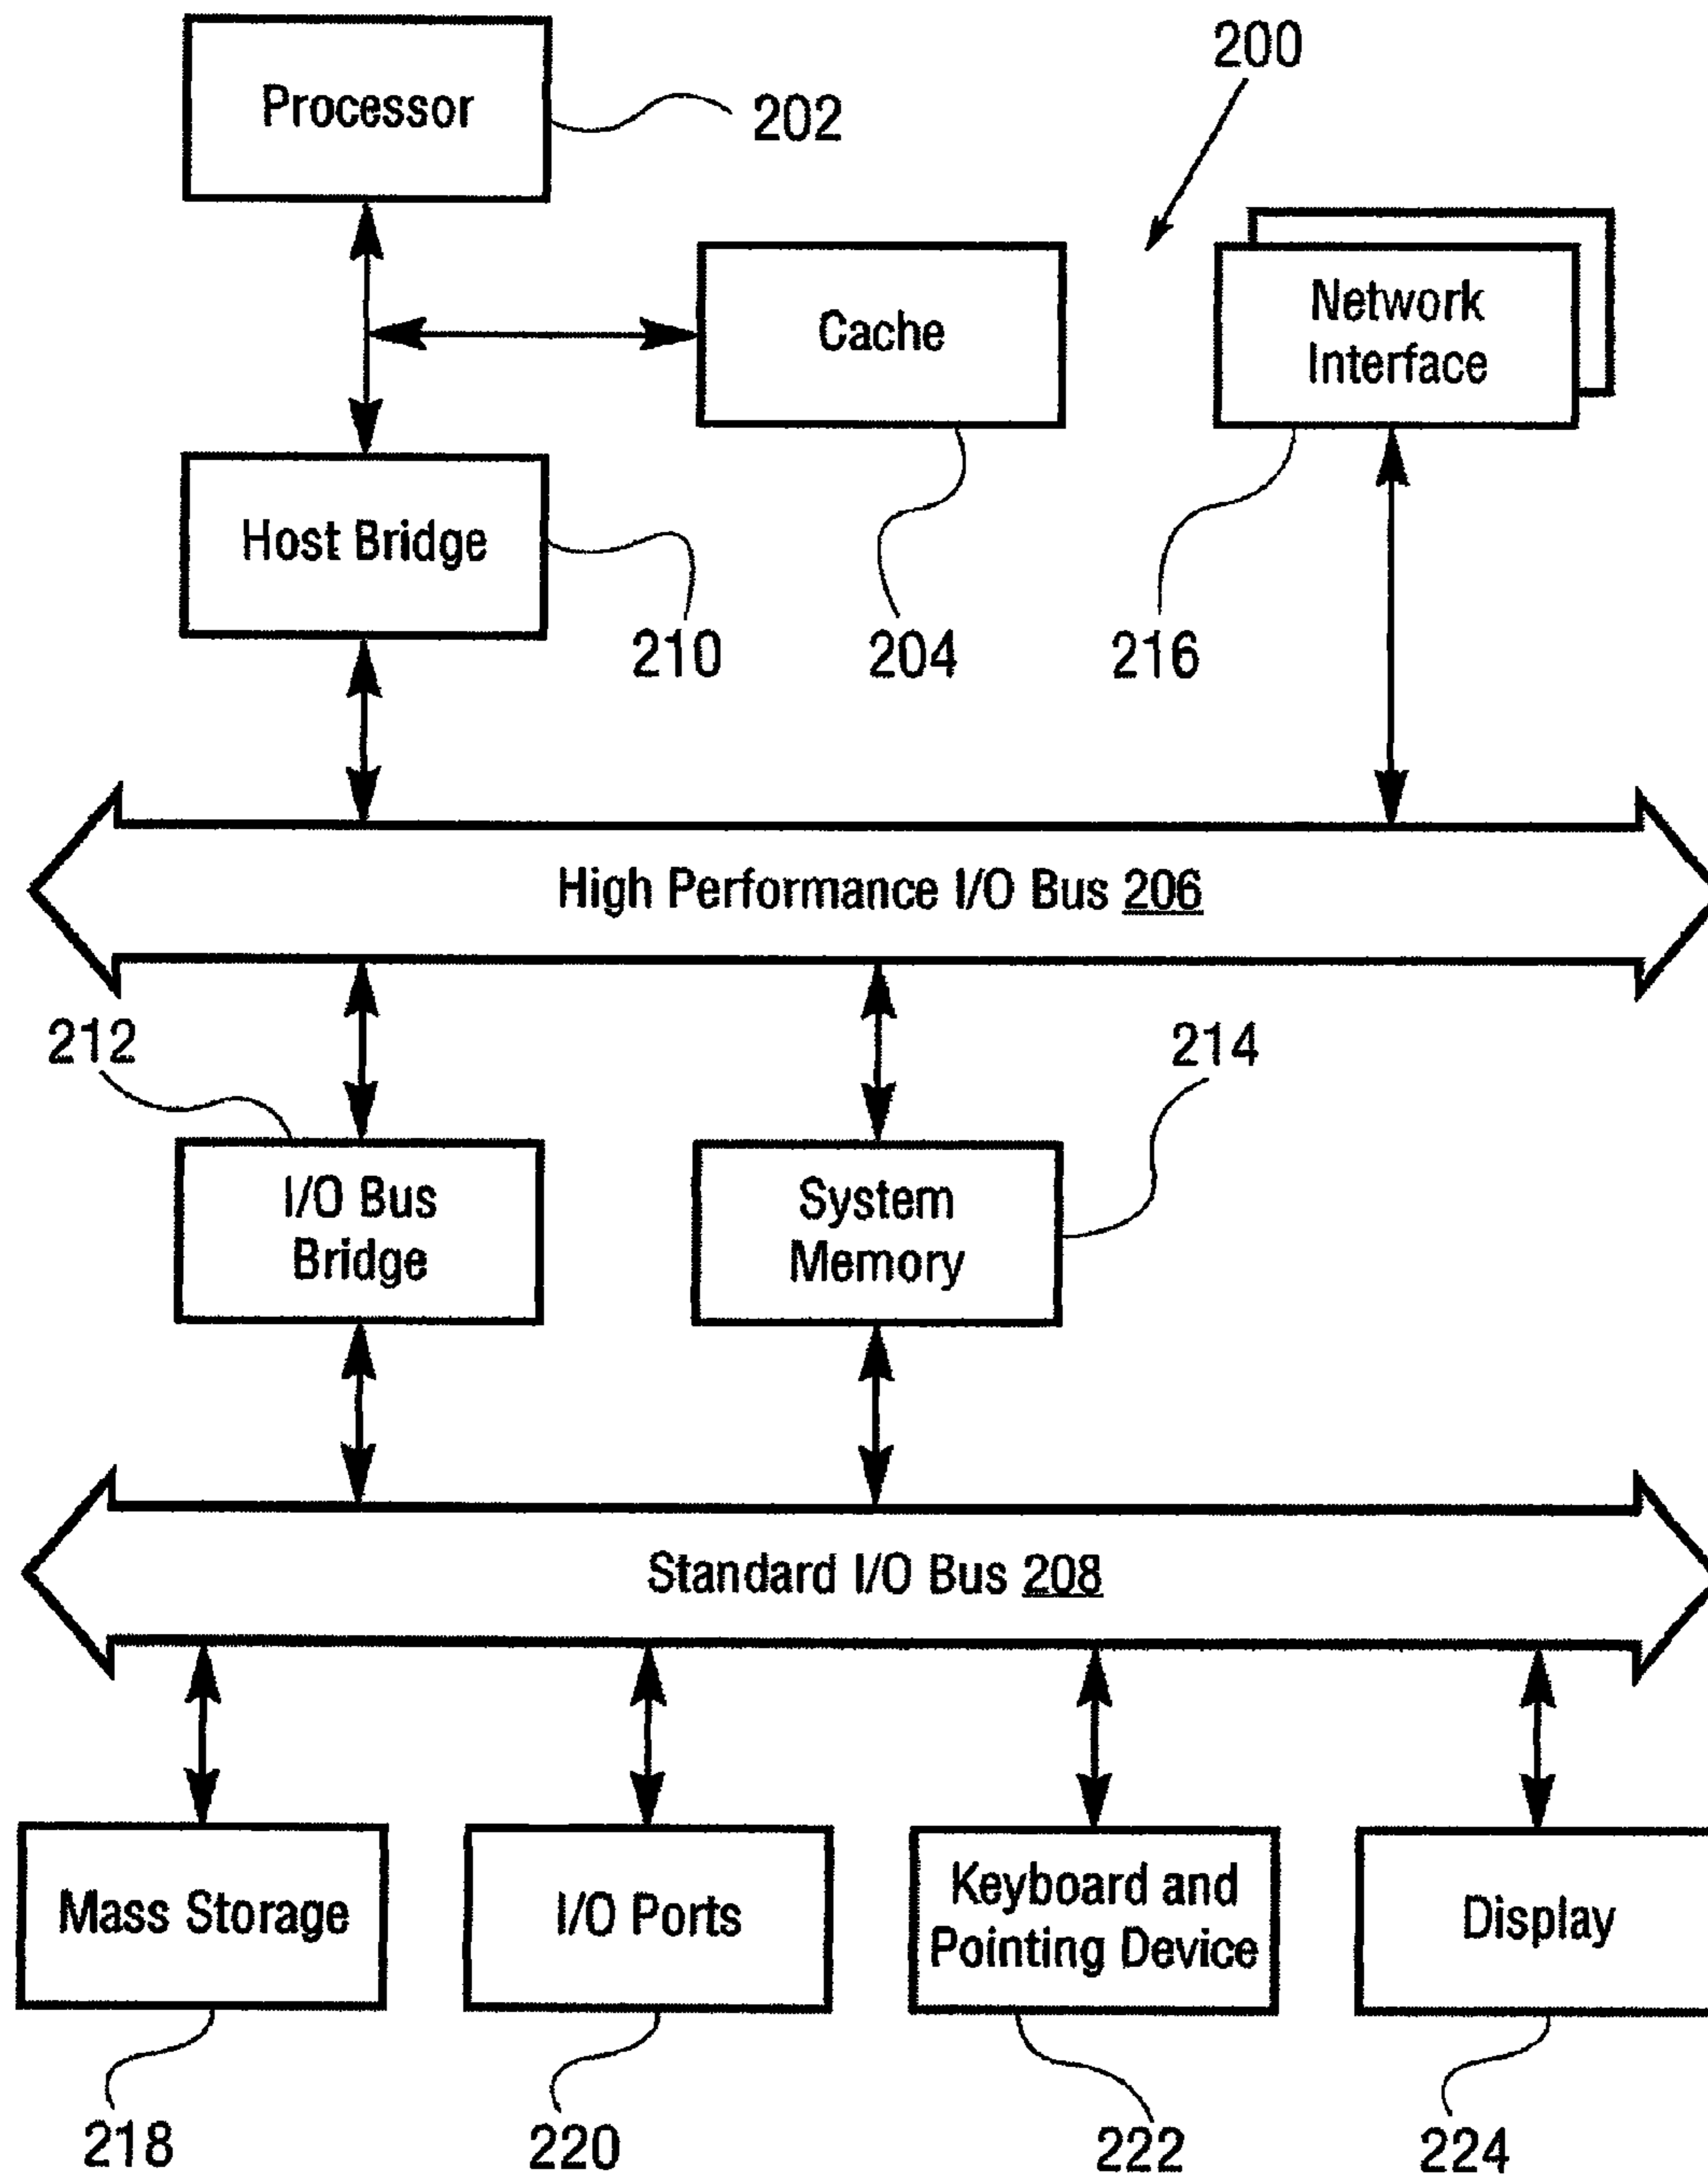 200
Processor
202
Cache
Network
Interface
Host Bridge
210
204
216
High Performance I/O Bus 206
212
214
I/O Bus
Bridge
System
Memory
Standard I/O Bus 208
Mass Storage
I/O Ports
Keyboard and
Pointing Device
Display
218
220
222
224